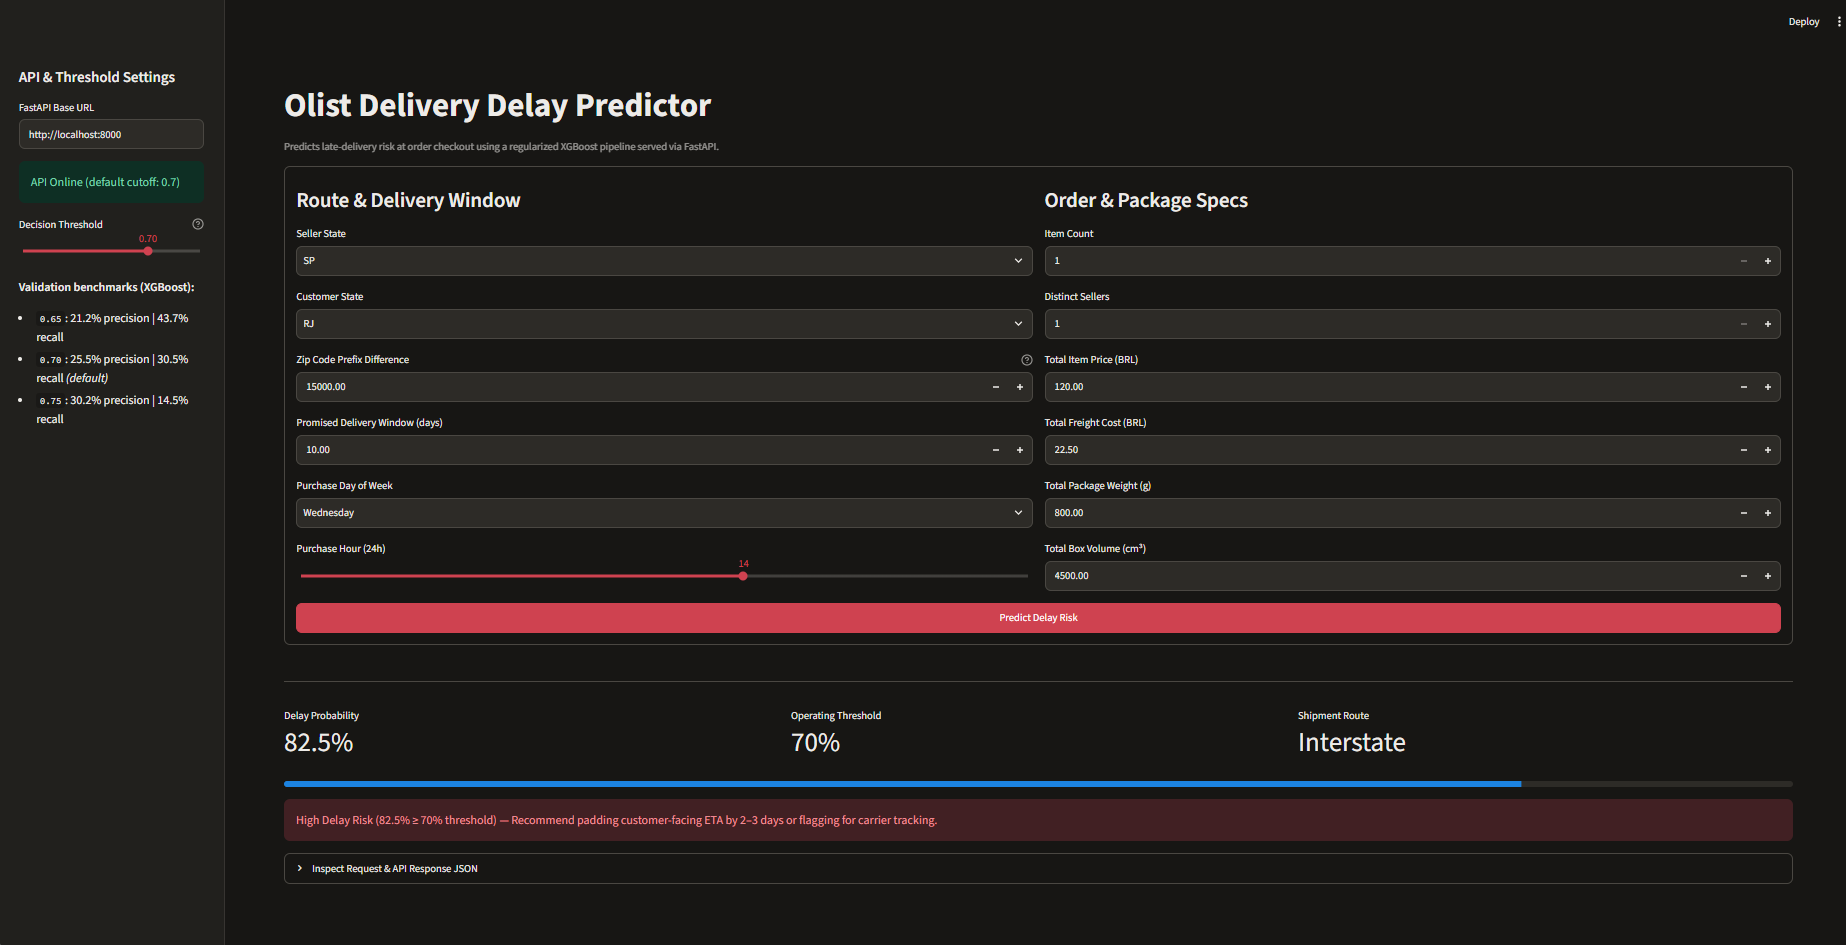 Deploy
API & Threshold Settings
FastAPI Base URL
http://localhost:8000
API Online (default cutoff: 0.7)
Decision Threshold
0.70
Validation benchmarks (XGBoost):
• 0.65 : 21.2% precision | 43.7%
recall
• 0.70 : 25.5% precision | 30.5%
recall (default)
• 0.75 : 30.2% precision | 14.5%
recall
Olist Delivery Delay Predictor
Predicts late-delivery risk at order checkout using a regularized XGBoost pipeline served via FastAPI.
Route & Delivery Window
Seller State
SP
Customer State
RJ
Zip Code Prefix Difference
15000.00
Promised Delivery Window (days)
10.00
Purchase Day of Week
Wednesday
Purchase Hour (24h)
14
Order & Package Specs
Item Count
1
Distinct Sellers
1
Total Item Price (BRL)
120.00
Total Freight Cost (BRL)
22.50
Total Package Weight (g)
800.00
Total Box Volume (cm³)
4500.00
Predict Delay Risk
Delay Probability
82.5%
Operating Threshold
70%
Shipment Route
Interstate
High Delay Risk (82.5% ≥ 70% threshold) — Recommend padding customer-facing ETA by 2–3 days or flagging for carrier tracking.
Inspect Request & API Response JSON